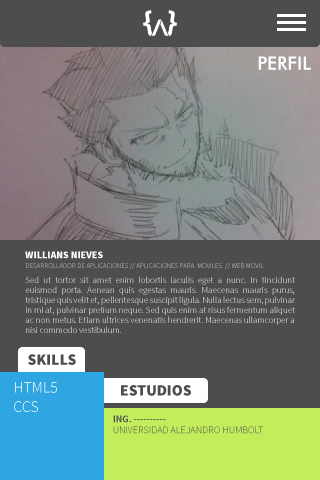 {W}
PERFIL
WILLIANS NIEVES
DESARROLLADOR DE APLICACIONES // APLICACIONES PARA MOVILES // WEB MOVIL
Sed ut tortor sit amet enim lobortis iaculis eget a nunc. In tincidunt
euismod porta. Aenean quis egestas mauris. Maecenas mauris purus,
tristique quis velit et, pellentesque suscipit ligula. Nulla lectus sem, pulvinar
in mi at, pulvinar pretium neque. Sed quis enim at risus fermentum aliquet
ac non metus. Etiam ultrices venenatis hendrerit. Maecenas ullamcorper a
nisi commodo vestibulum.
SKILLS
HTML5
CCS
ESTUDIOS
ING. ----------
UNIVERSIDAD ALEJANDRO HUMBOLT